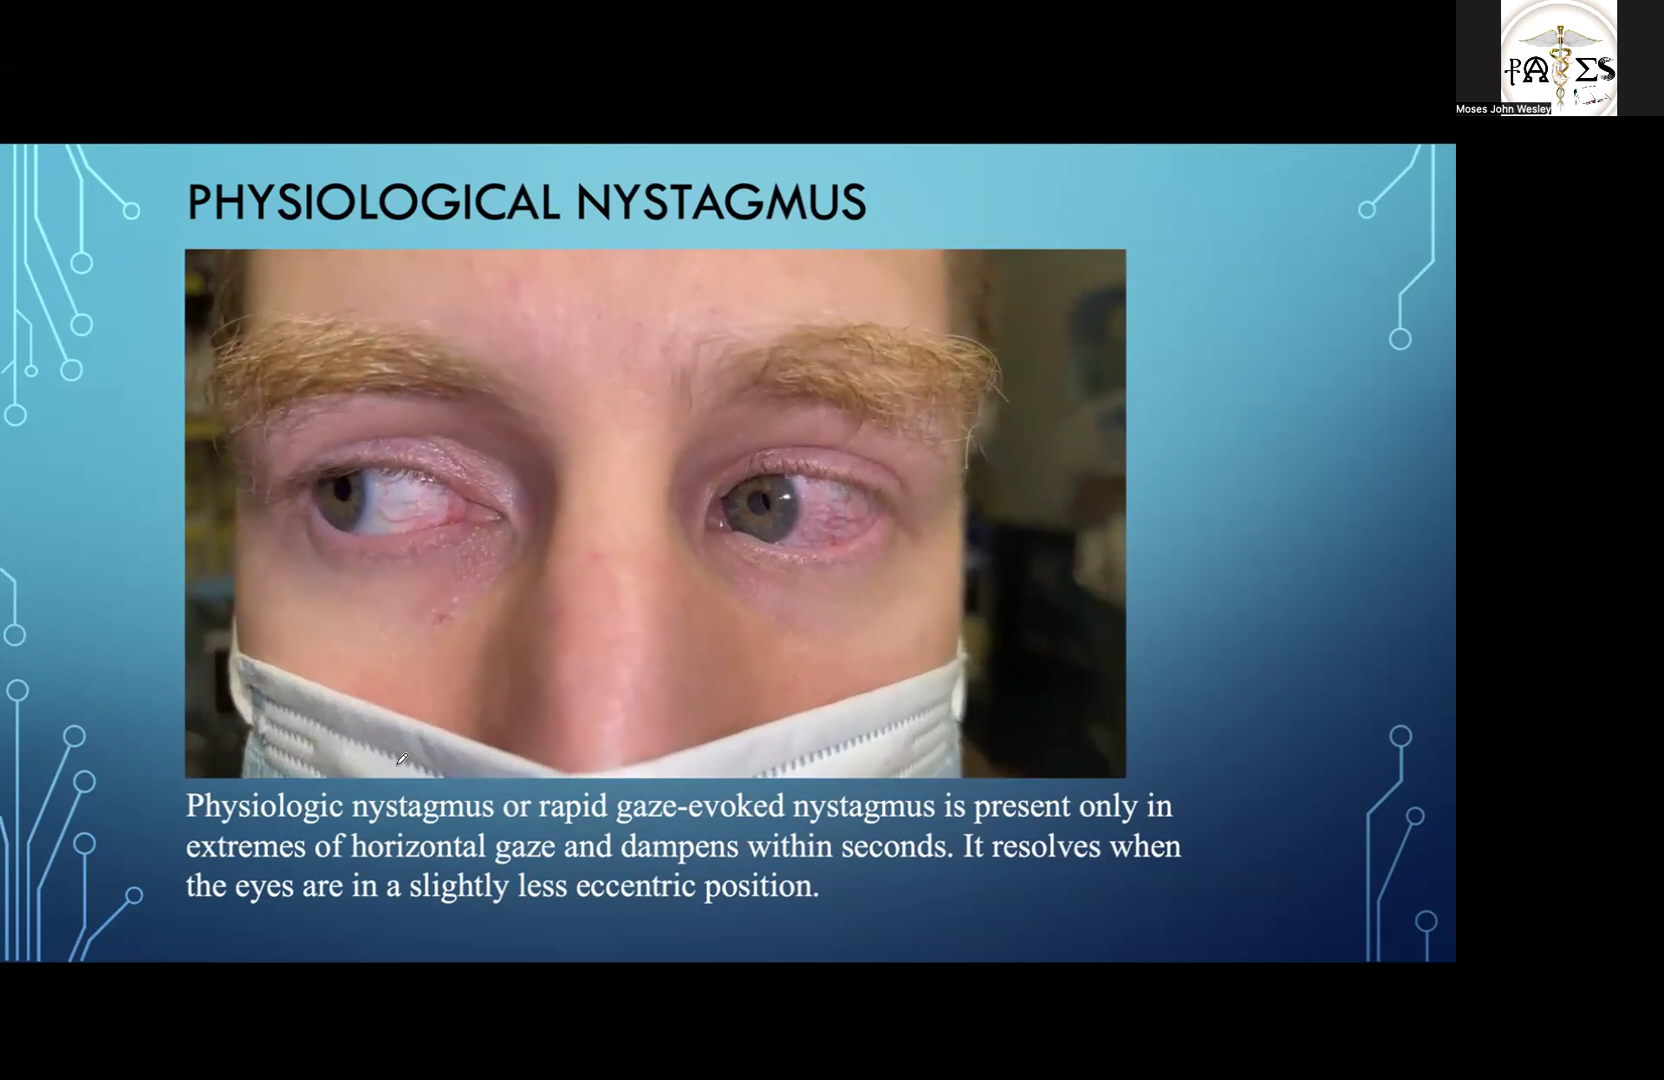 PHYSIOLOGICAL NYSTAGMUS
Physiologic nystagmus or rapid gaze-evoked nystagmus is present only in
extremes of horizontal gaze and dampens within seconds. It resolves when
the eyes are in a slightly less eccentric position.
Moses John Wesley